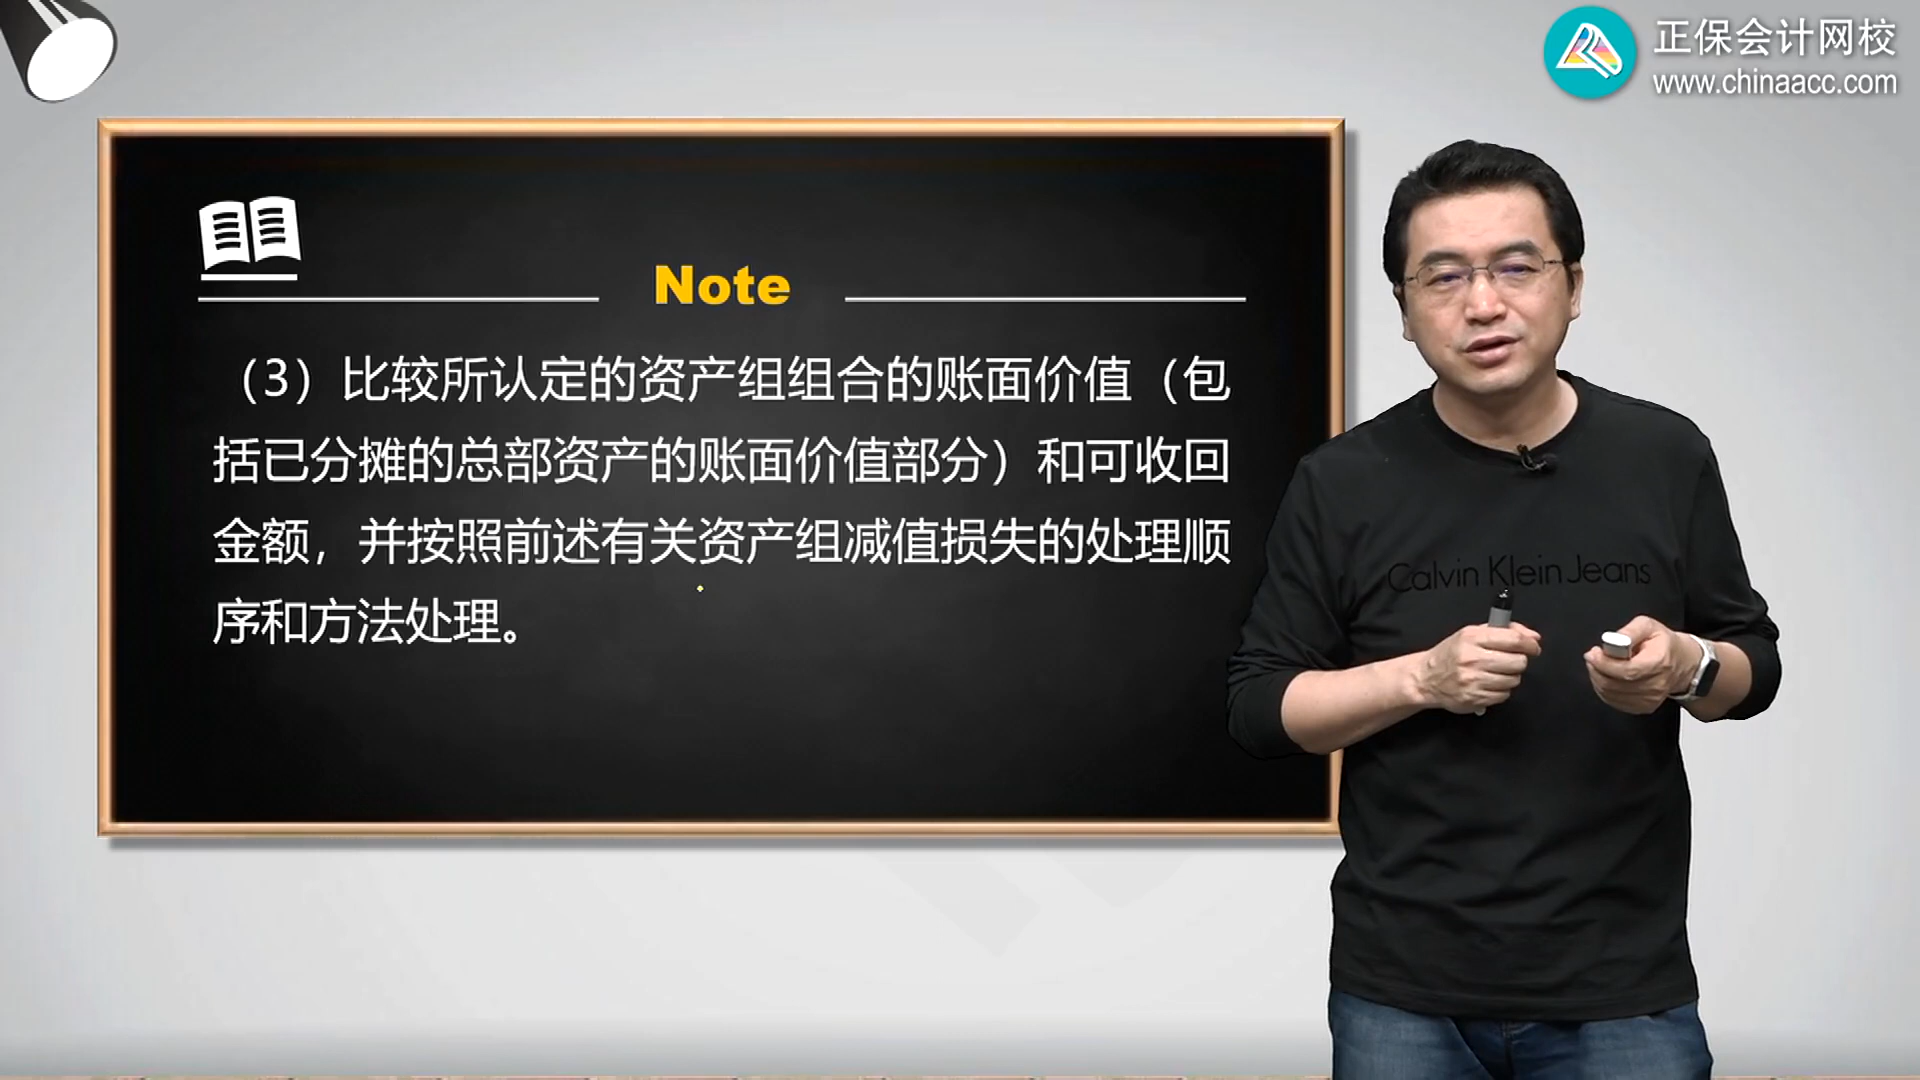 正保会计网校
www.chinaacc.com
Note
（3）比较所认定的资产组组合的账面价值（包
括已分摊的总部资产的账面价值部分）和可收回
金额，并按照前述有关资产组减值损失的处理顺
序和方法处理。
Calvin Klein Jeans